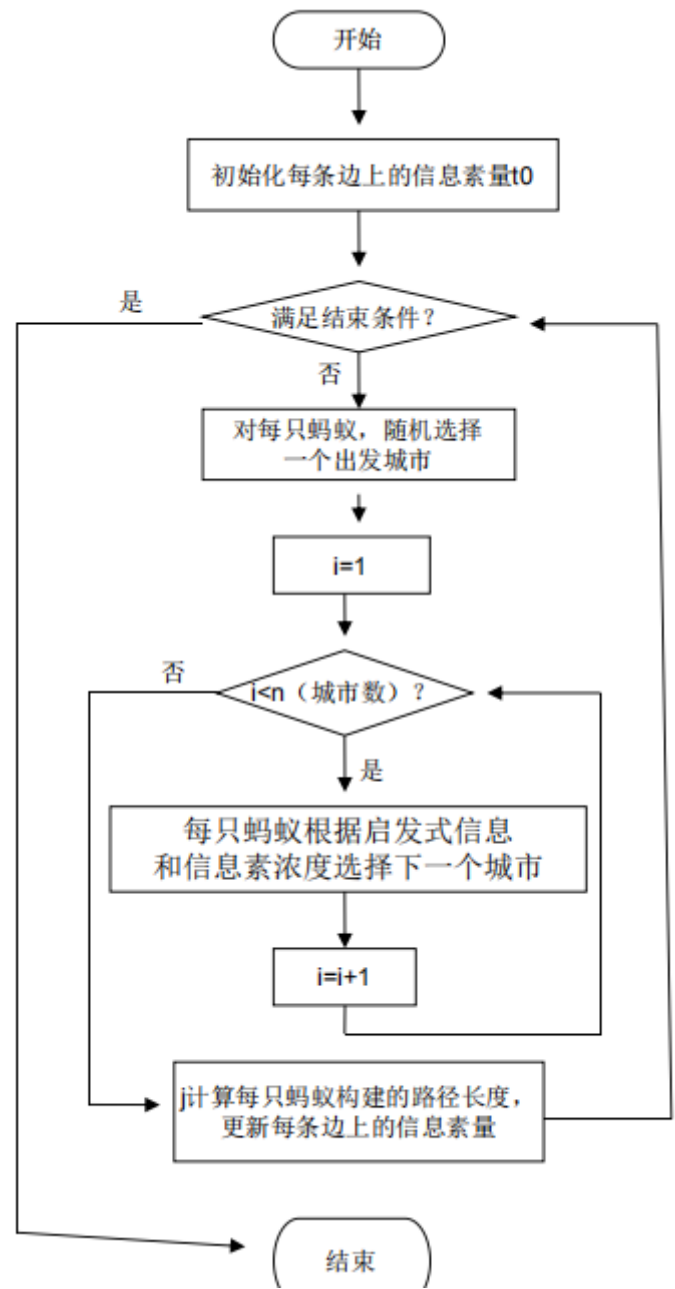 开始
初始化每条边上的信息素量t0
是
满足结束条件？
否
对每只蚂蚁，随机选择
一个出发城市
i=1
否
i<n（城市数）？
是
每只蚂蚁根据启发式信息
和信息素浓度选择下一个城市
i=i+1
j计算每只蚂蚁构建的路径长度，
更新每条边上的信息素量
结束